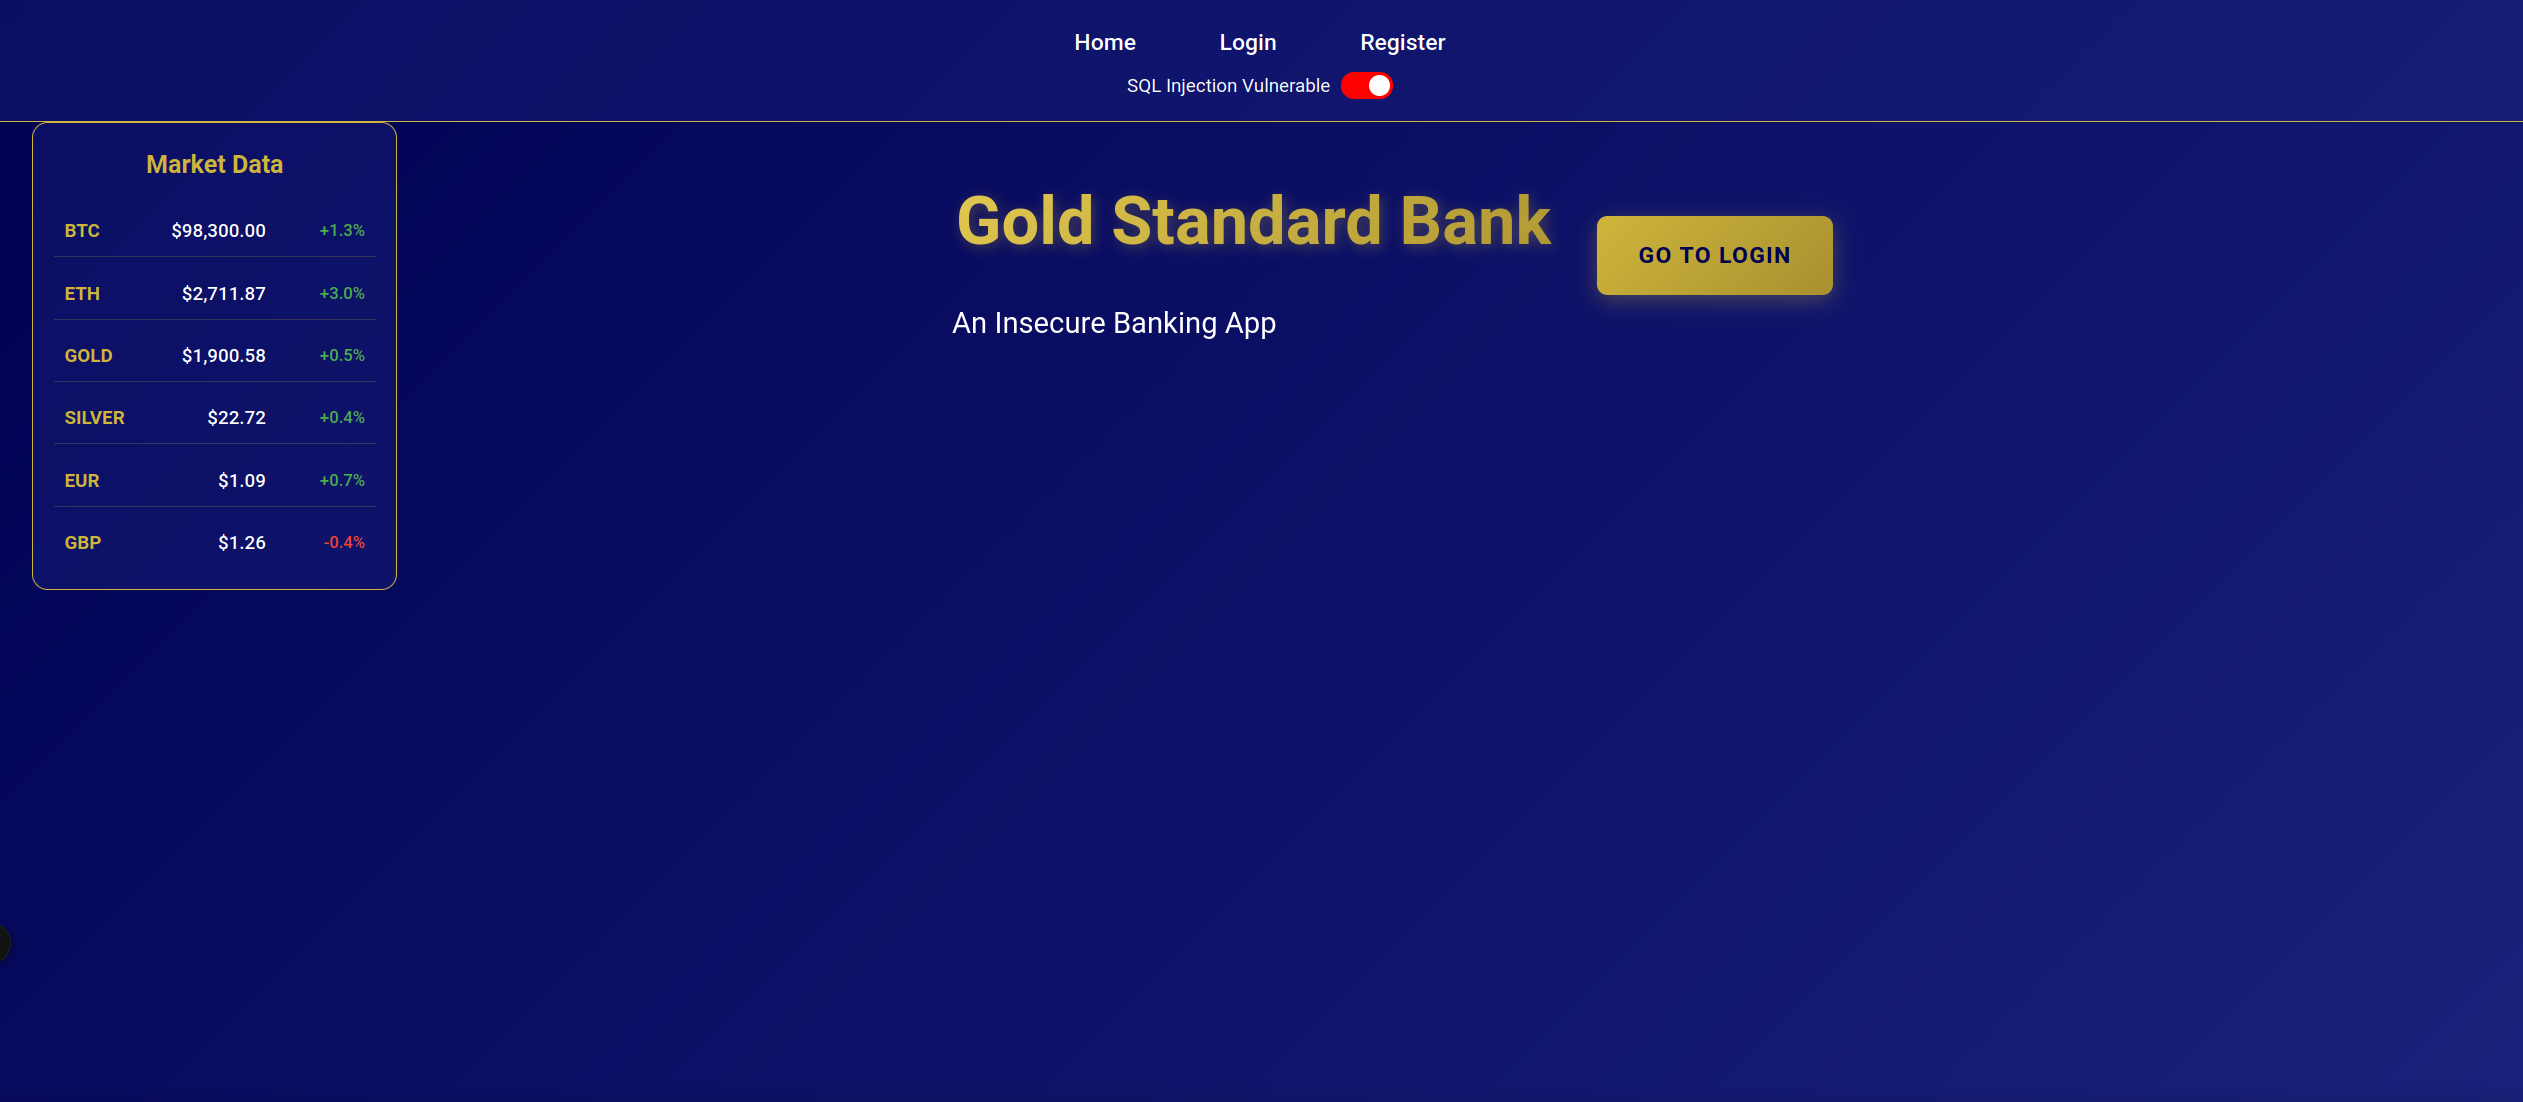 Home Login Register
SQL Injection Vulnerable
Market Data
BTC $98,300.00 +1.3%
ETH $2,711.87 +3.0%
GOLD $1,900.58 +0.5%
SILVER $22.72 +0.4%
EUR $1.09 +0.7%
GBP $1.26 -0.4%
Gold Standard Bank
An Insecure Banking App
GO TO LOGIN